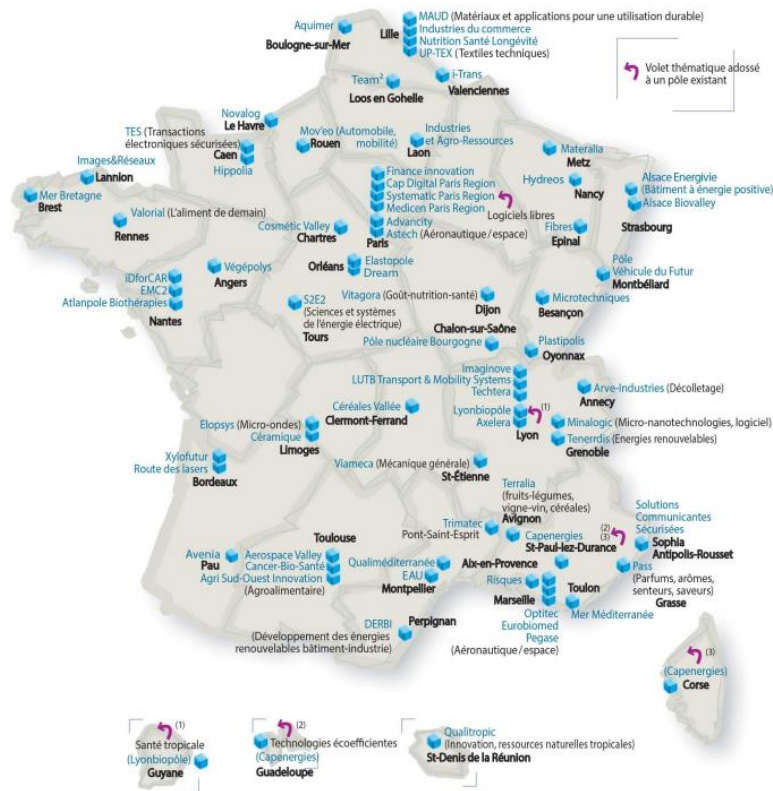 MAUD (Matériaux et applications pour une utilisation durable)
Industries du commerce
Nutrition Santé Longévité
UP-TEX (Textiles techniques)
Lille
Aquimer
Boulogne-sur-Mer
Volet thématique adossé
à un pôle existant
Team²
Loos en Gohelle
i-Trans
Valenciennes
Novalog
Le Havre
TES (Transactions
électroniques sécurisées)
Caen
Hippolia
Mov'eo (Automobile,
mobilité)
Rouen
Industries
et Agro-Ressources
Laon
Materalia
Metz
Hydreos
Nancy
Alsace Energivie
(Bâtiment à énergie positive)
Alsace Biovalley
Strasbourg
Images&Réseaux
Lannion
Mer Bretagne
Brest
Valorial (L'aliment de demain)
Rennes
Finance innovation
Cap Digital Paris Region
Systematic Paris Region
Medicen Paris Region
Advancity
Astech (Aéronautique/espace)
Paris
Logiciels libres
Cosmétic Valley
Chartres
Fibres
Epinal
Elastopole
Dream
Orléans
Pôle
Véhicule du Futur
Montbéliard
iDforCAR
EMC2
Atlanpole Biothérapies
Nantes
Végépolys
Angers
S2E2
(Sciences et systèmes
de l'énergie électrique)
Tours
Vitagora (Goût-nutrition-santé)
Dijon
Microtechniques
Besançon
Chalon-sur-Saône
Pôle nucléaire Bourgogne
Plastipolis
Oyonnax
Imaginove
LUTB Transport & Mobility Systems
Techtera
Lyonbiopôle
(1)
Axelera
Lyon
Arve-Industries (Décolletage)
Annecy
Minalogic (Micro-nanotechnologies, logiciel)
Tenerrdis (Energies renouvelables)
Grenoble
Céréales Vallée
Clermont-Ferrand
Elopsys (Micro-ondes)
Céramique
Limoges
Xylofutur
Route des lasers
Bordeaux
Viameca (Mécanique générale)
St-Étienne
Terralia
(fruits-légumes,
vigne-vin, céréales)
Avignon
Trimatec
Pont-Saint-Esprit
Capenergies
St-Paul-lez-Durance
(2)
(3)
Solutions
Communicantes
Sécurisées
Sophia
Antipolis-Rousset
Toulouse
Aerospace Valley
Cancer-Bio-Santé
Agri Sud-Ouest Innovation
(Agroalimentaire)
Avenia
Pau
Qualiméditerranée
EAU
Montpellier
Aix-en-Provence
Risques
Marseille
Optitec
Eurobiomed
Pegase
(Aéronautique/espace)
Toulon
Mer Méditerranée
Pass
(Parfums, arômes,
senteurs, saveurs)
Grasse
DERBI
(Développement des énergies
renouvelables bâtiment-industrie)
Perpignan
(3)
(Capenergies)
Corse
(1)
Santé tropicale
(Lyonbiopôle)
Guyane
(2)
Technologies écoefficientes
(Capenergies)
Guadeloupe
Qualitropic
(Innovation, ressources naturelles tropicales)
St-Denis de la Réunion